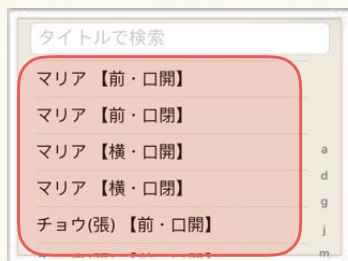 タイトルで検索
マリア 【前・口開】
マリア 【前・口閉】
マリア 【横・口開】
マリア 【横・口閉】
チョウ(張) 【前・口開】
a
d
g
j
m